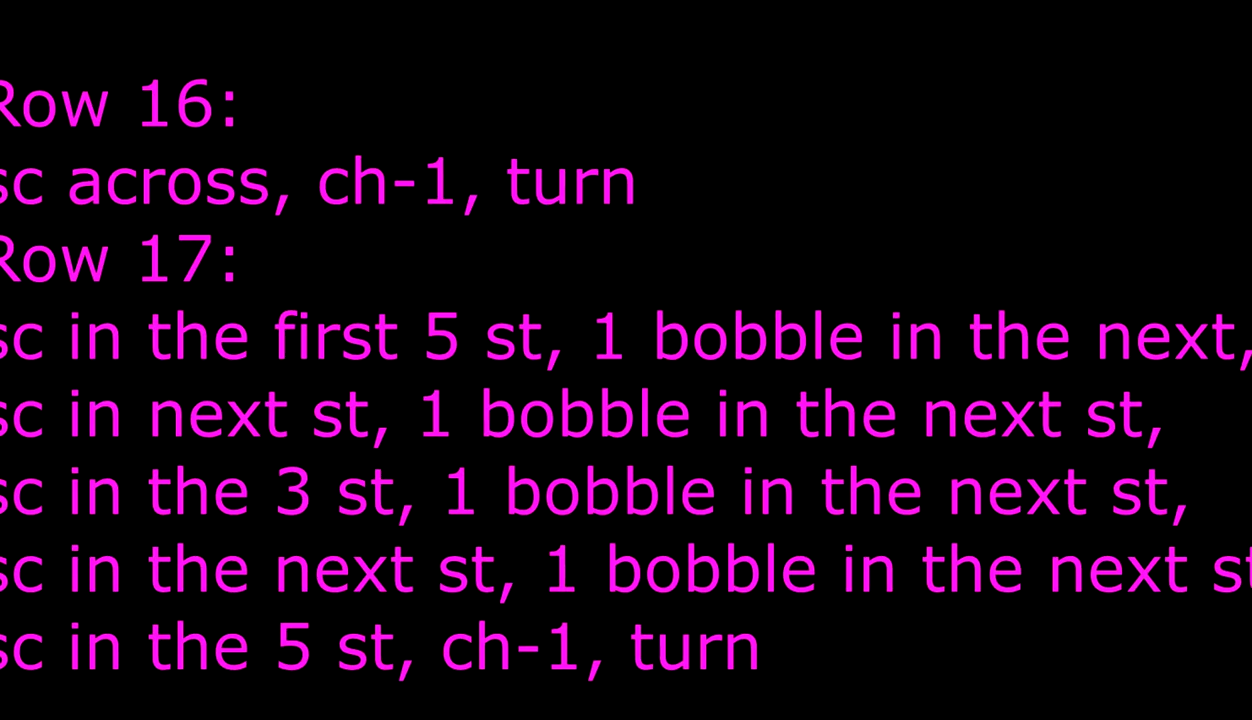 Row 16:
sc across, ch-1, turn
Row 17:
sc in the first 5 st, 1 bobble in the next,
sc in next st, 1 bobble in the next st,
sc in the 3 st, 1 bobble in the next st,
sc in the next st, 1 bobble in the next st
sc in the 5 st, ch-1, turn